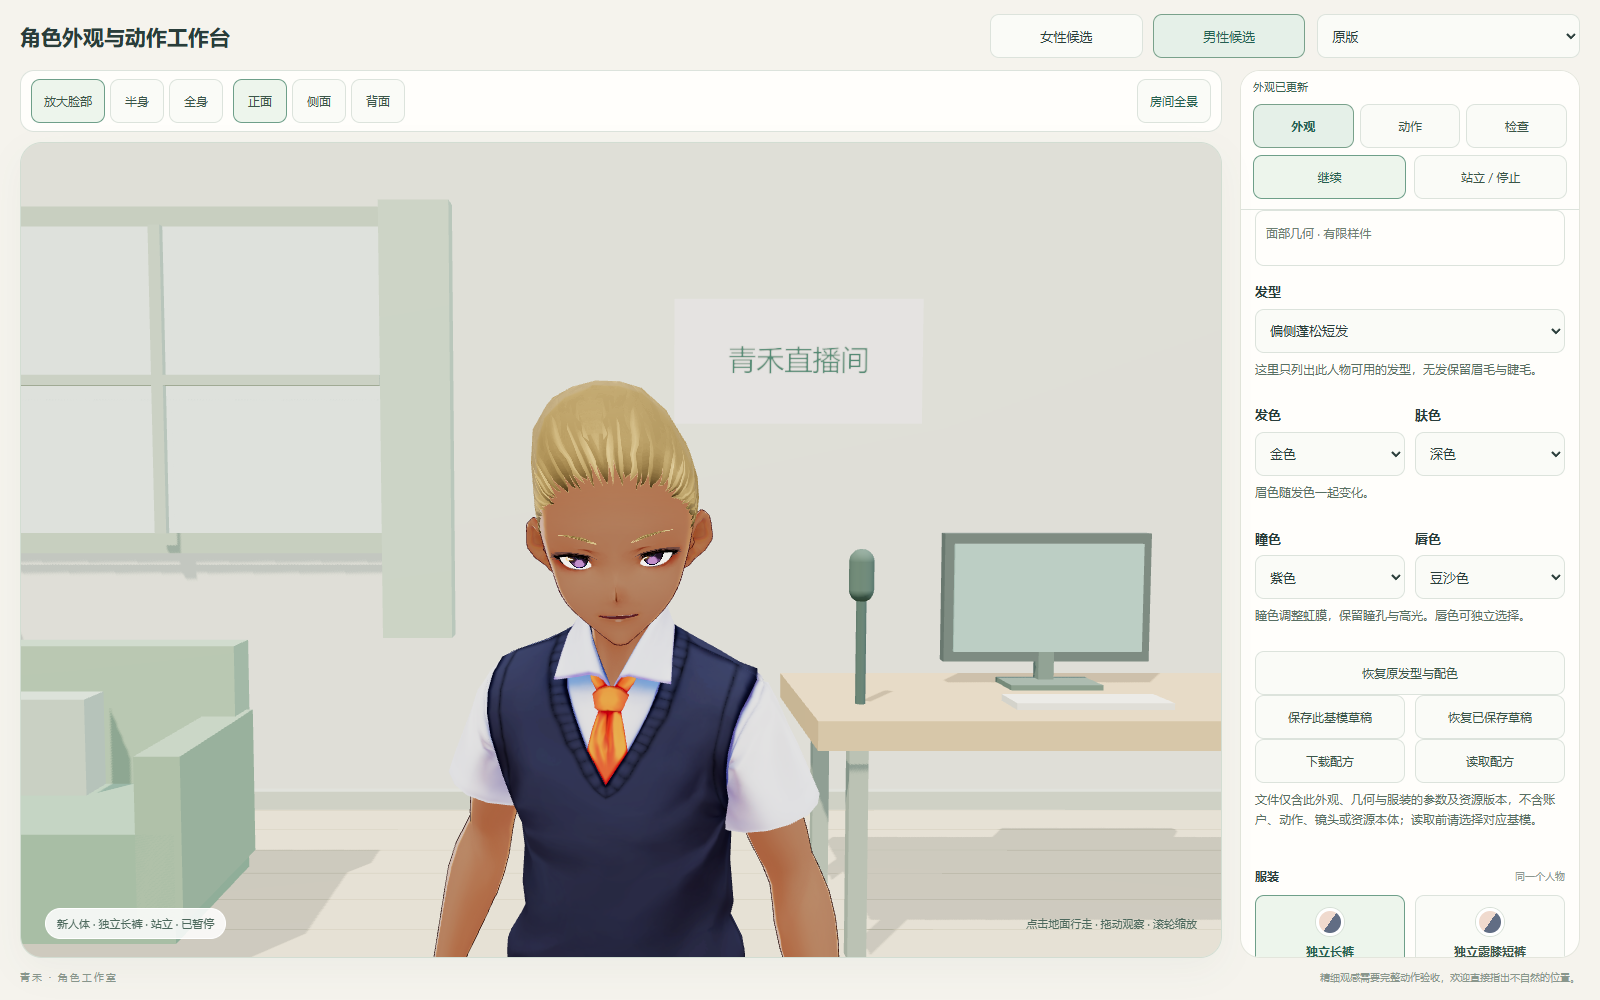 角色外观与动作工作台
女性候选
男性候选
原版
放大脸部
半身
全身
正面
侧面
背面
房间全景
外观已更新
外观
动作
检查
继续
站立 / 停止
青禾直播间
新人体 · 独立长裤 · 站立 · 已暂停
点击地面行走 · 拖动观察 · 滚轮缩放
面部几何 · 有限样件
发型
偏侧蓬松短发
这里只列出此人物可用的发型，无发保留眉毛与睫毛。
发色
肤色
金色
深色
眉色随发色一起变化。
瞳色
唇色
紫色
豆沙色
瞳色调整虹膜，保留瞳孔与高光。唇色可独立选择。
恢复原发型与配色
保存此基模草稿
恢复已保存草稿
下载配方
读取配方
文件仅含此外观、几何与服装的参数及资源版本，不含账
户、动作、镜头或资源本体；读取前请选择对应基模。
服装
同一个人物
独立长裤
独立露膝短裤
青禾 · 角色工作室
精细观感需要完整动作验收，欢迎直接指出不自然的位置。